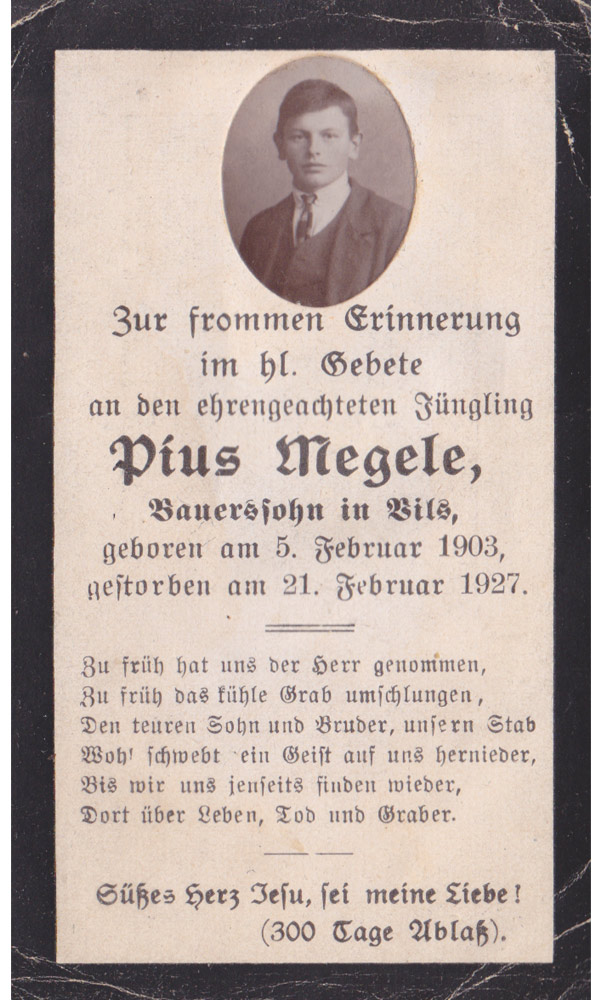 Zur frommen Erinnerung
im hl. Gebete
an den ehrengeachteten Jüngling
Pius Megele,
Bauerssohn in Vils,
geboren am 5. Februar 1903,
gestorben am 21. Februar 1927.
Zu früh hat uns der Herr genommen,
Zu früh das kühle Grab umschlungen,
Den teuren Sohn und Bruder, unsern Stab
Wohl schwebt ein Geist auf uns hernieder,
Bis wir uns jenseits finden wieder,
Dort über Leben, Tod und Graber.
Süßes Herz Jesu, sei meine Liebe!
(300 Tage Ablaß).